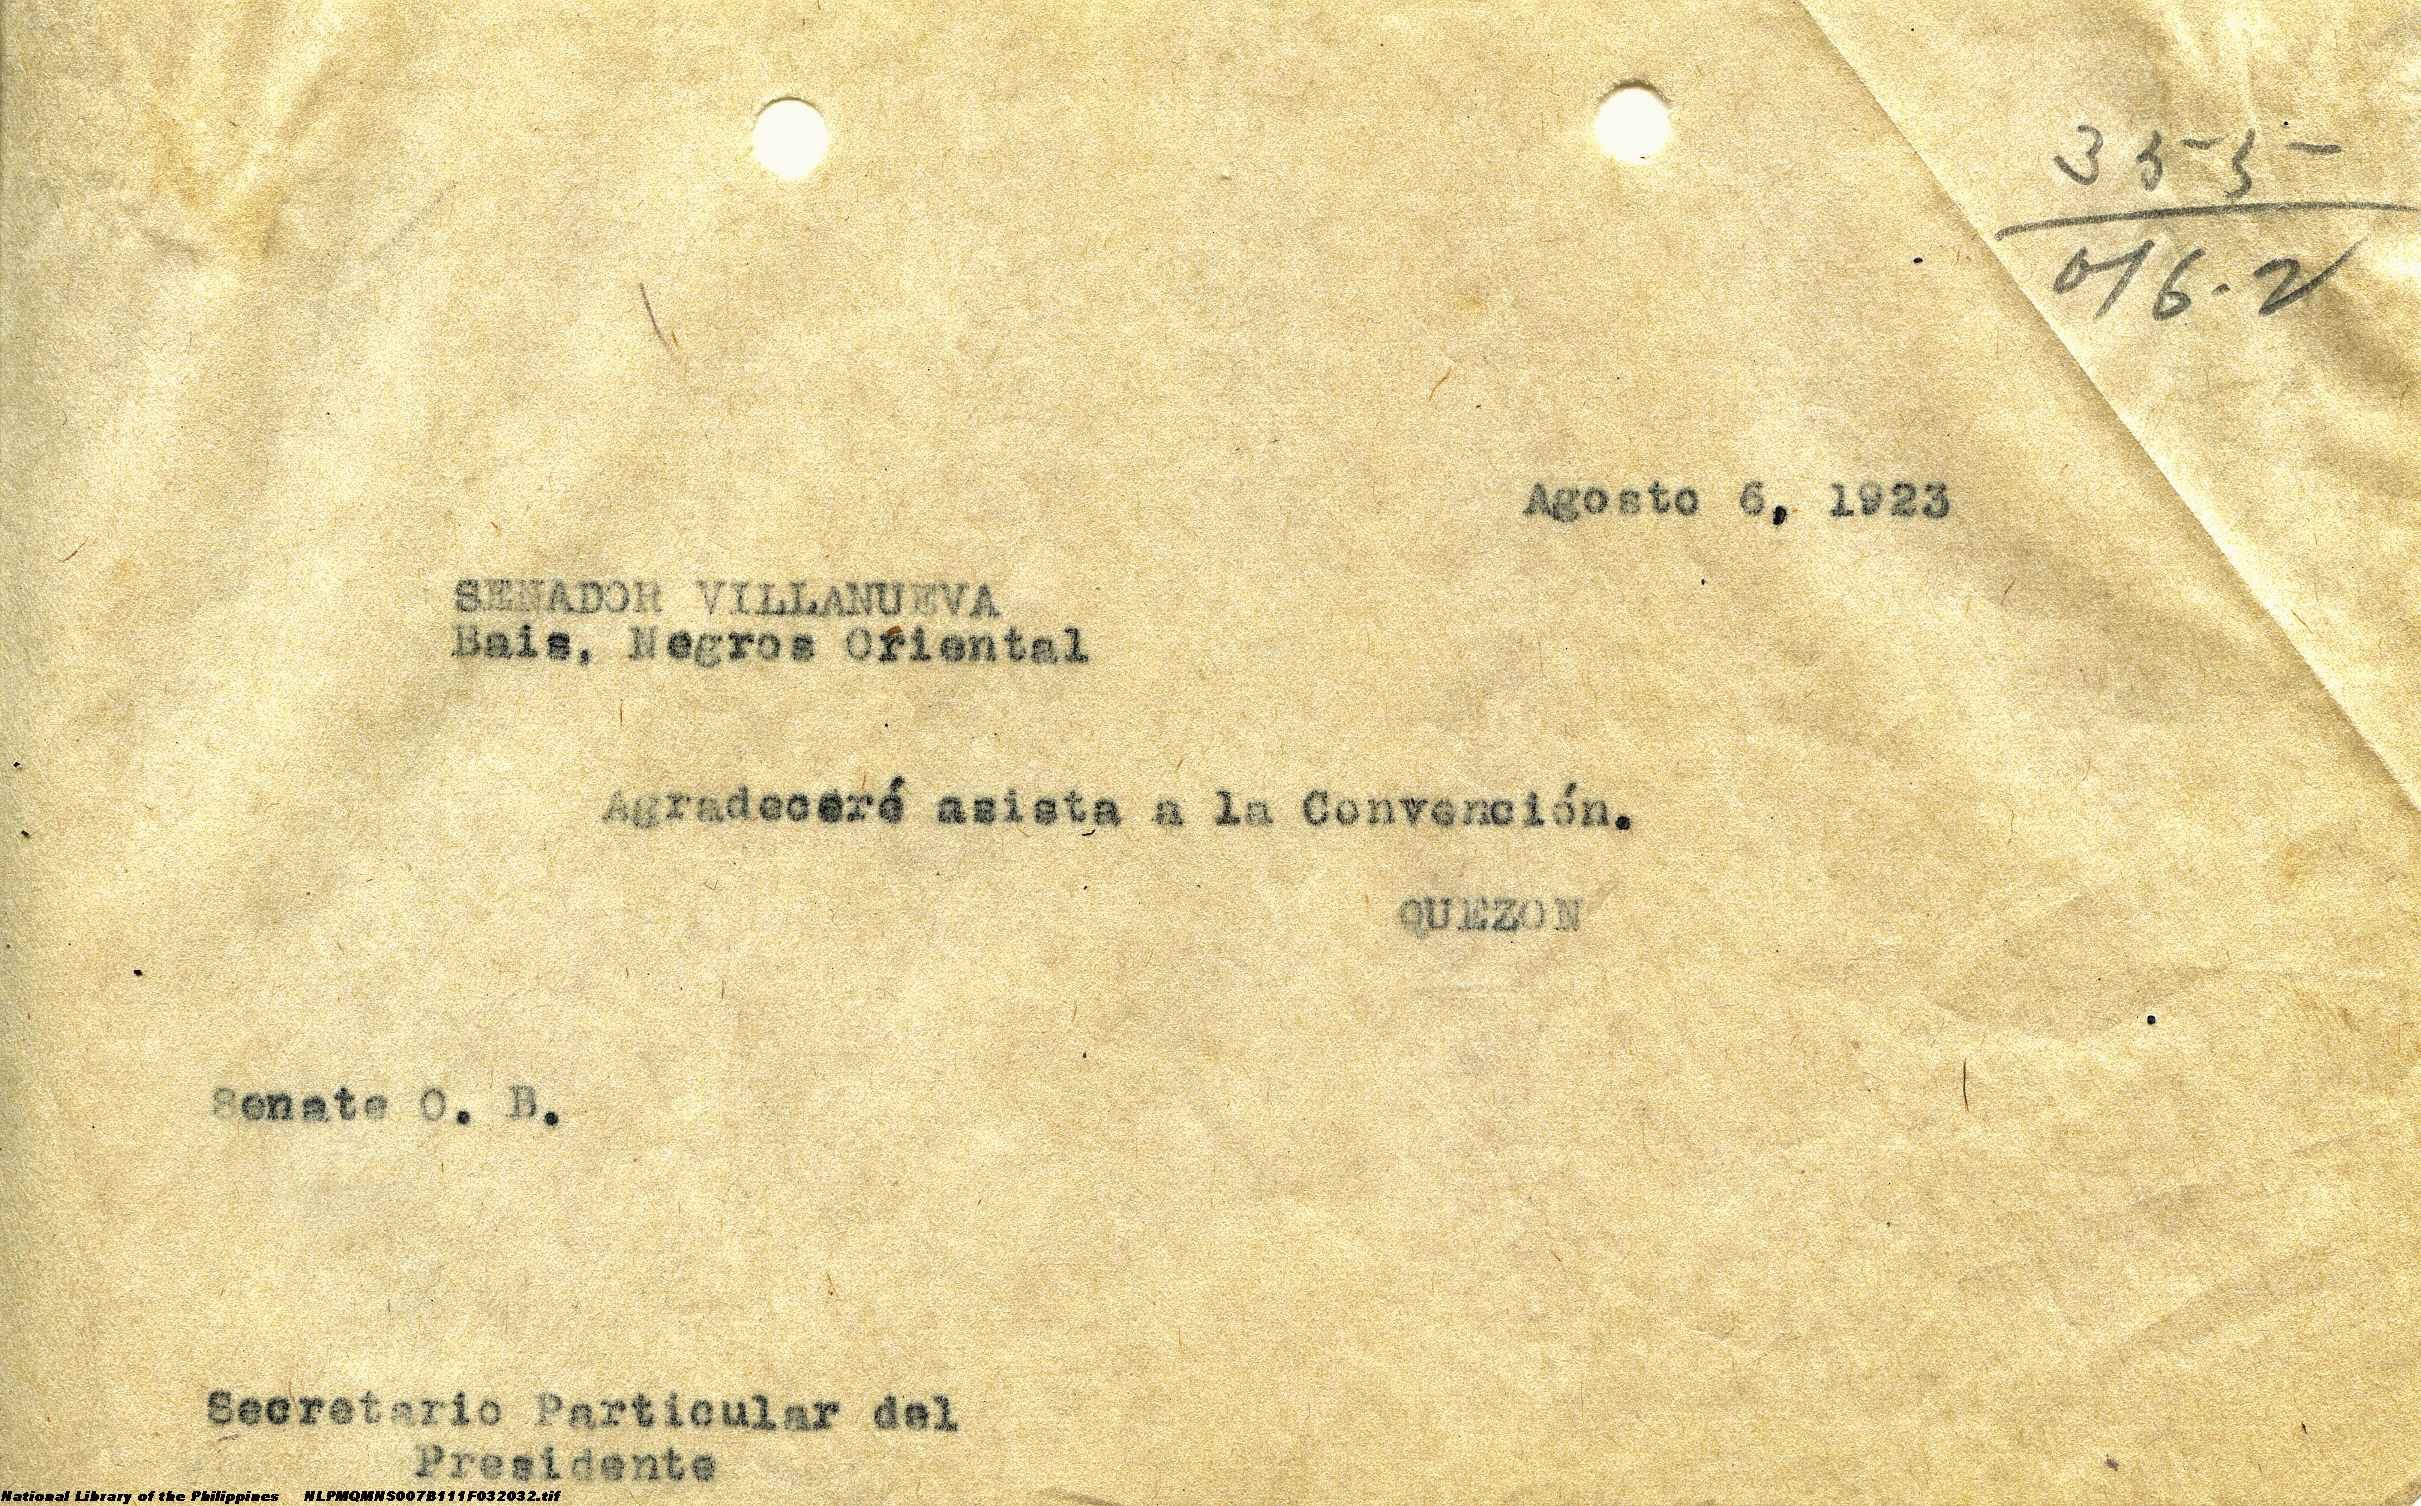 355
016.2
Agosto 6, 1923
SENADOR VILLANUEVA
Bais, Negros Oriental
Agradeceré asista a la Convención.
QUEZON
Senate O. B.
Secretario Particular del
Presidente
National Library of the Philippines NLPMQMNS007B111F032032.tif